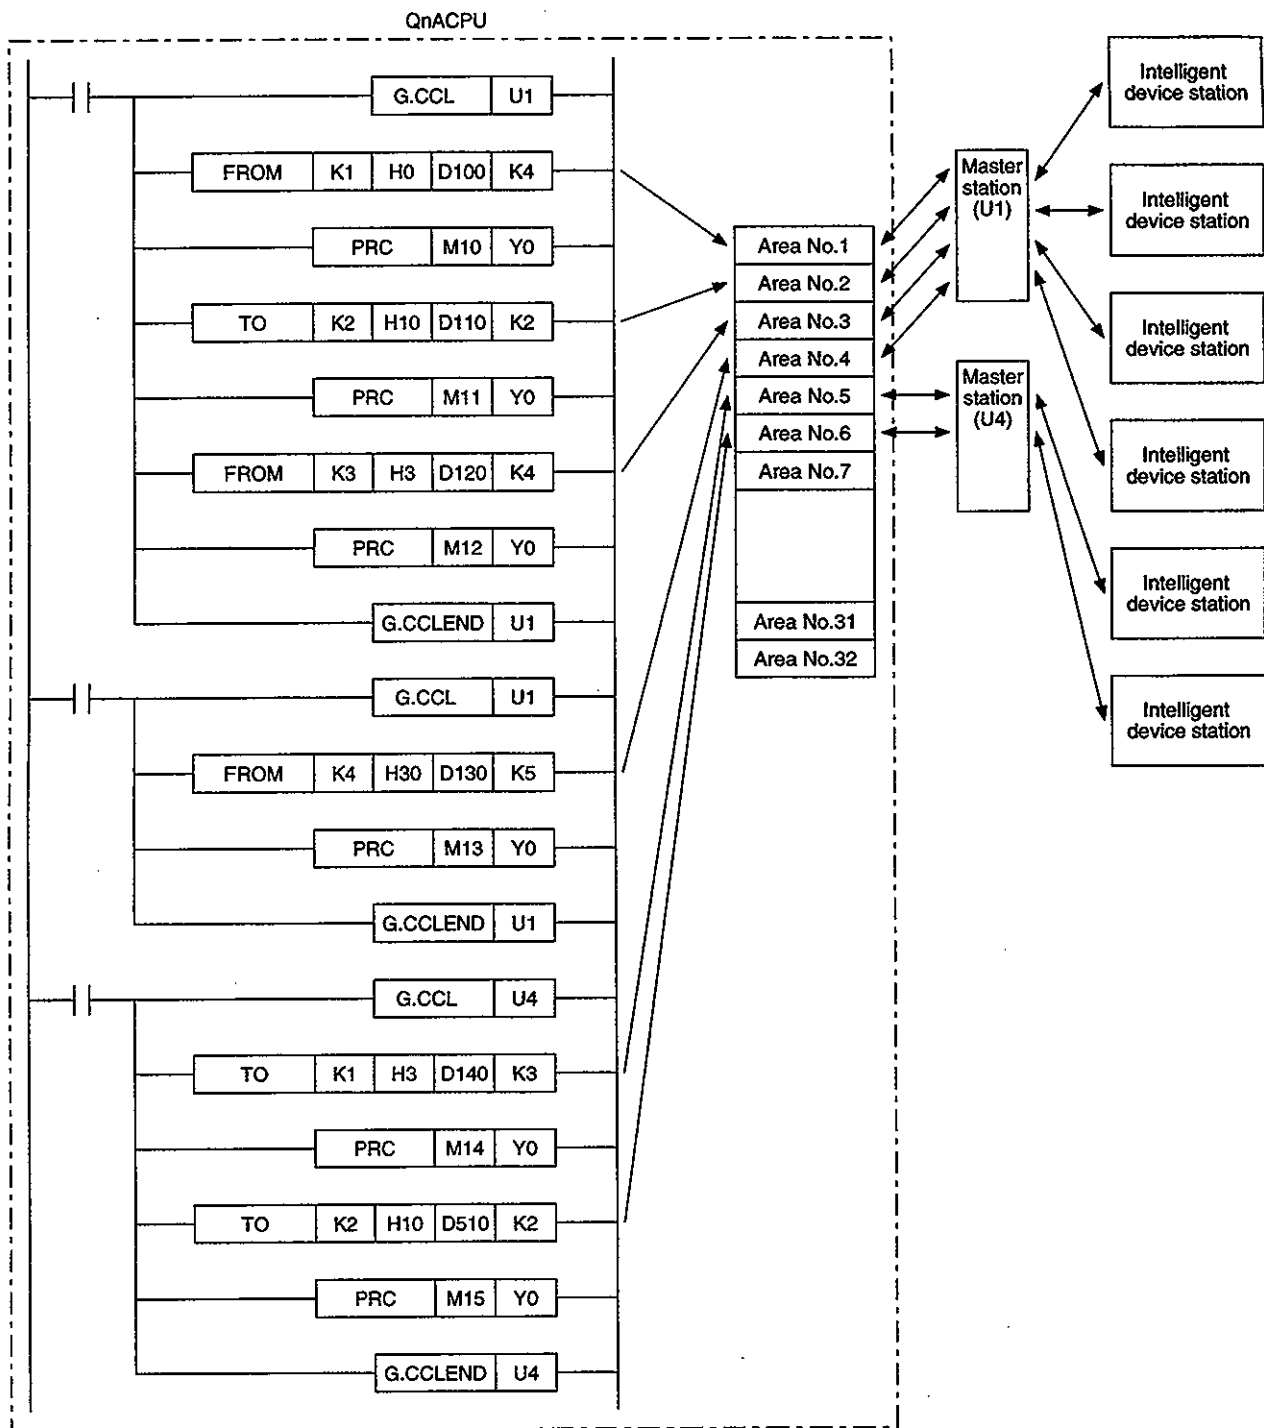 QnACPU
G.CCL U1
FROM K1 H0 D100 K4
PRC M10 Y0
TO K2 H10 D110 K2
PRC M11 Y0
FROM K3 H3 D120 K4
PRC M12 Y0
G.CCLEND U1
G.CCL U1
FROM K4 H30 D130 K5
PRC M13 Y0
G.CCLEND U1
G.CCL U4
TO K1 H3 D140 K3
PRC M14 Y0
TO K2 H10 D510 K2
PRC M15 Y0
G.CCLEND U4
Area No.1
Area No.2
Area No.3
Area No.4
Area No.5
Area No.6
Area No.7
Area No.31
Area No.32
Master
station
(U1)
Master
station
(U4)
Intelligent
device station
Intelligent
device station
Intelligent
device station
Intelligent
device station
Intelligent
device station
Intelligent
device station